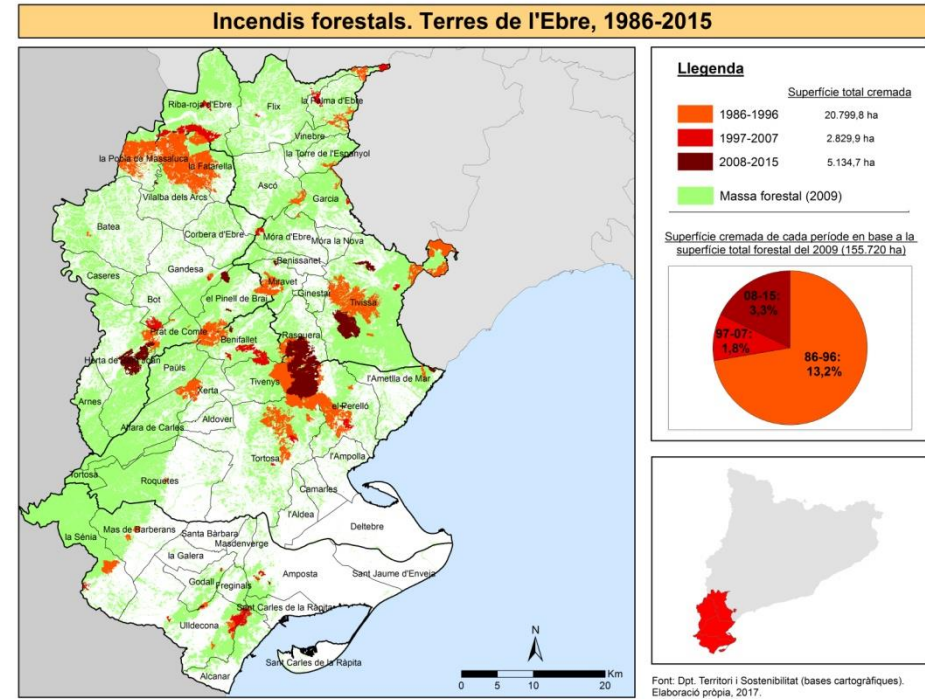 Incendis forestals. Terres de l'Ebre, 1986-2015
Riba-roja d'Ebre
Flix
la Palma d'Ebre
Vinebre
la Torre de l'Espanyol
la Pobla de Massaluca
la Fatarella
Ascó
Vilalba dels Arcs
Garcia
Batea
Corbera d'Ebre
Móra d'Ebre
Móra la Nova
Gandesa
Benissanet
Caseres
Miravet
Bot
el Pinell de Brai
Ginestar
Tivissa
Prat de Comte
Benifallet
Rasquera
Horta de Sant Joan
Paüls
Tivenys
l'Ametlla de Mar
Arnes
Xerta
el Perelló
Alfara de Carles
Aldover
Tortosa
l'Ampolla
Tortosa
Roquetes
Camarles
l'Aldea
Deltebre
la Sénia
Mas de Barberans
Santa Bàrbara
Masdenverge
la Galera
Amposta
Sant Jaume d'Enveja
Godall
Freginals
Sant Carles de la Ràpita
Ulldecona
Sant Carles de la Ràpita
Alcanar
N
Km
0 5 10 20
Llegenda
Superfície total cremada
1986-1996 20.799,8 ha
1997-2007 2.829,9 ha
2008-2015 5.134,7 ha
Massa forestal (2009)
Superfície cremada de cada període en base a la
superfície total forestal del 2009 (155.720 ha)
08-15:
3,3%
97-07:
1,8%
86-96:
13,2%
Font: Dpt. Territori i Sostenibilitat (bases cartogràfiques).
Elaboració pròpia, 2017.